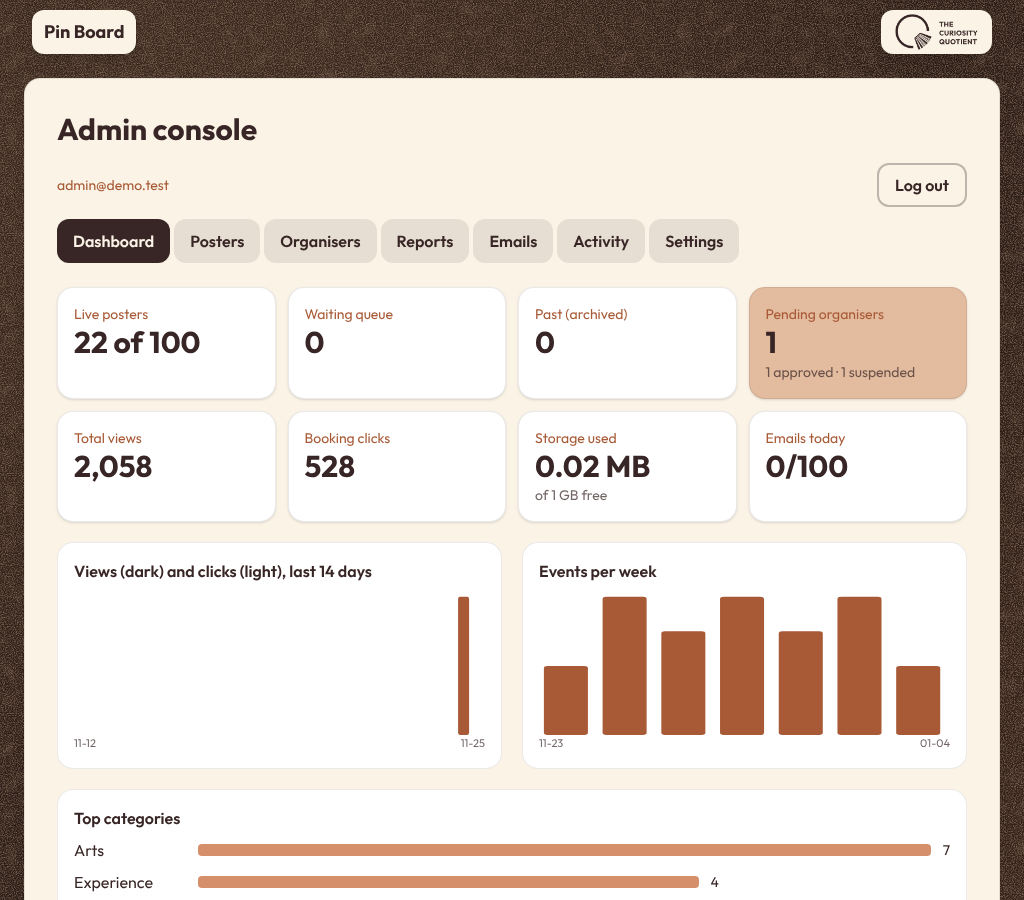 Pin Board
THE
CURIOSITY
QUOTIENT
Admin console
admin@demo.test
Log out
Dashboard
Posters
Organisers
Reports
Emails
Activity
Settings
Live posters
22 of 100
Waiting queue
0
Past (archived)
0
Pending organisers
1
1 approved · 1 suspended
Total views
2,058
Booking clicks
528
Storage used
0.02 MB
of 1 GB free
Emails today
0/100
Views (dark) and clicks (light), last 14 days
11-12
11-25
Events per week
11-23
01-04
Top categories
Arts
7
Experience
4